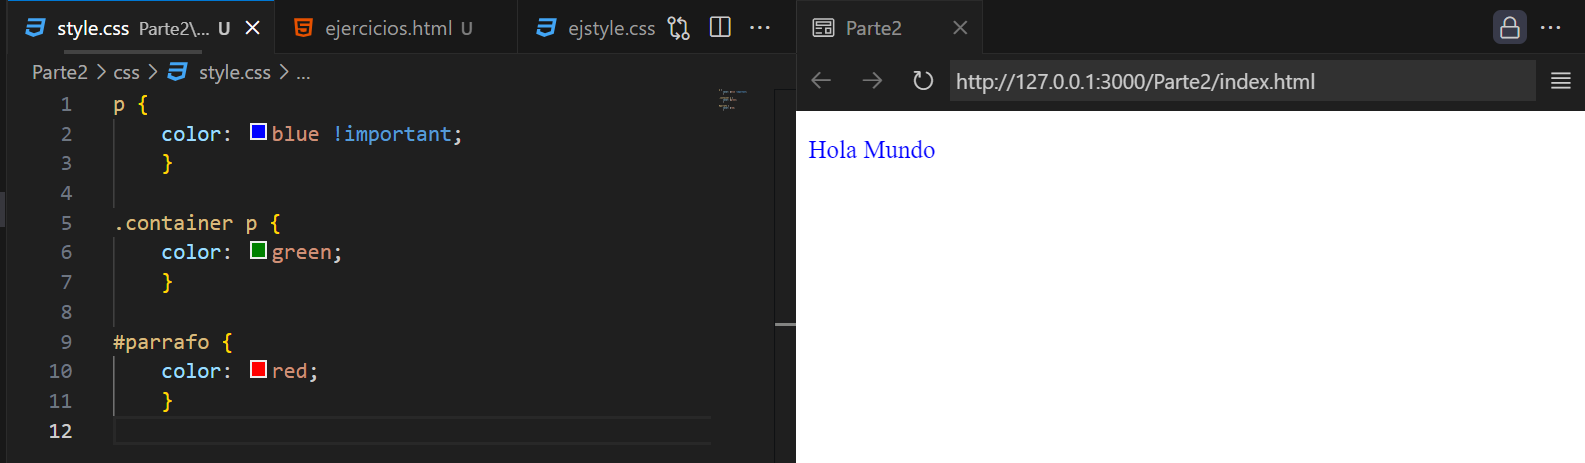 style.css Parte2\... U
ejercicios.html U
ejstyle.css
Parte2
Parte2 > css > style.css > ...
http://127.0.0.1:3000/Parte2/index.html
1 p {
2 color: blue !important;
3 }
4
5 .container p {
6 color: green;
7 }
8
9 #parrafo {
10 color: red;
11 }
12
Hola Mundo